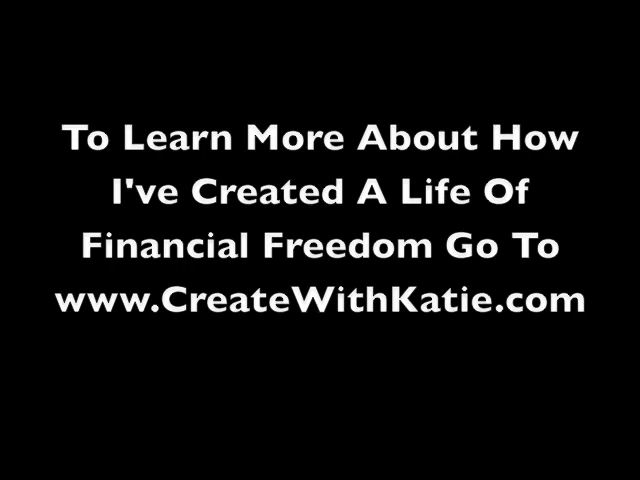 To Learn More About How
I've Created A Life Of
Financial Freedom Go To
www.CreateWithKatie.com